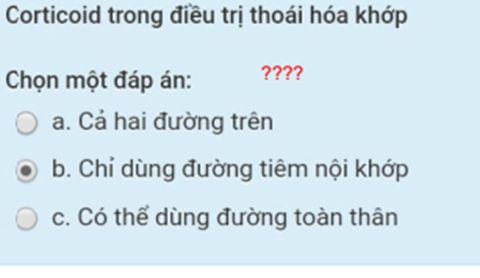 Corticoid trong điều trị thoái hóa khớp
Chọn một đáp án:
????
a. Cả hai đường trên
b. Chỉ dùng đường tiêm nội khớp
c. Có thể dùng đường toàn thân